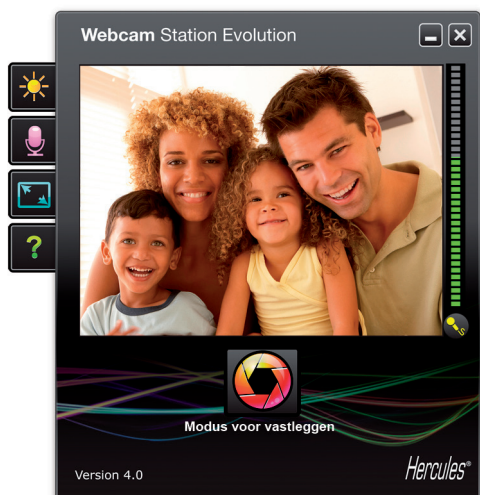 Webcam Station Evolution
?
Modus voor vastleggen
Version 4.0
Hercules®